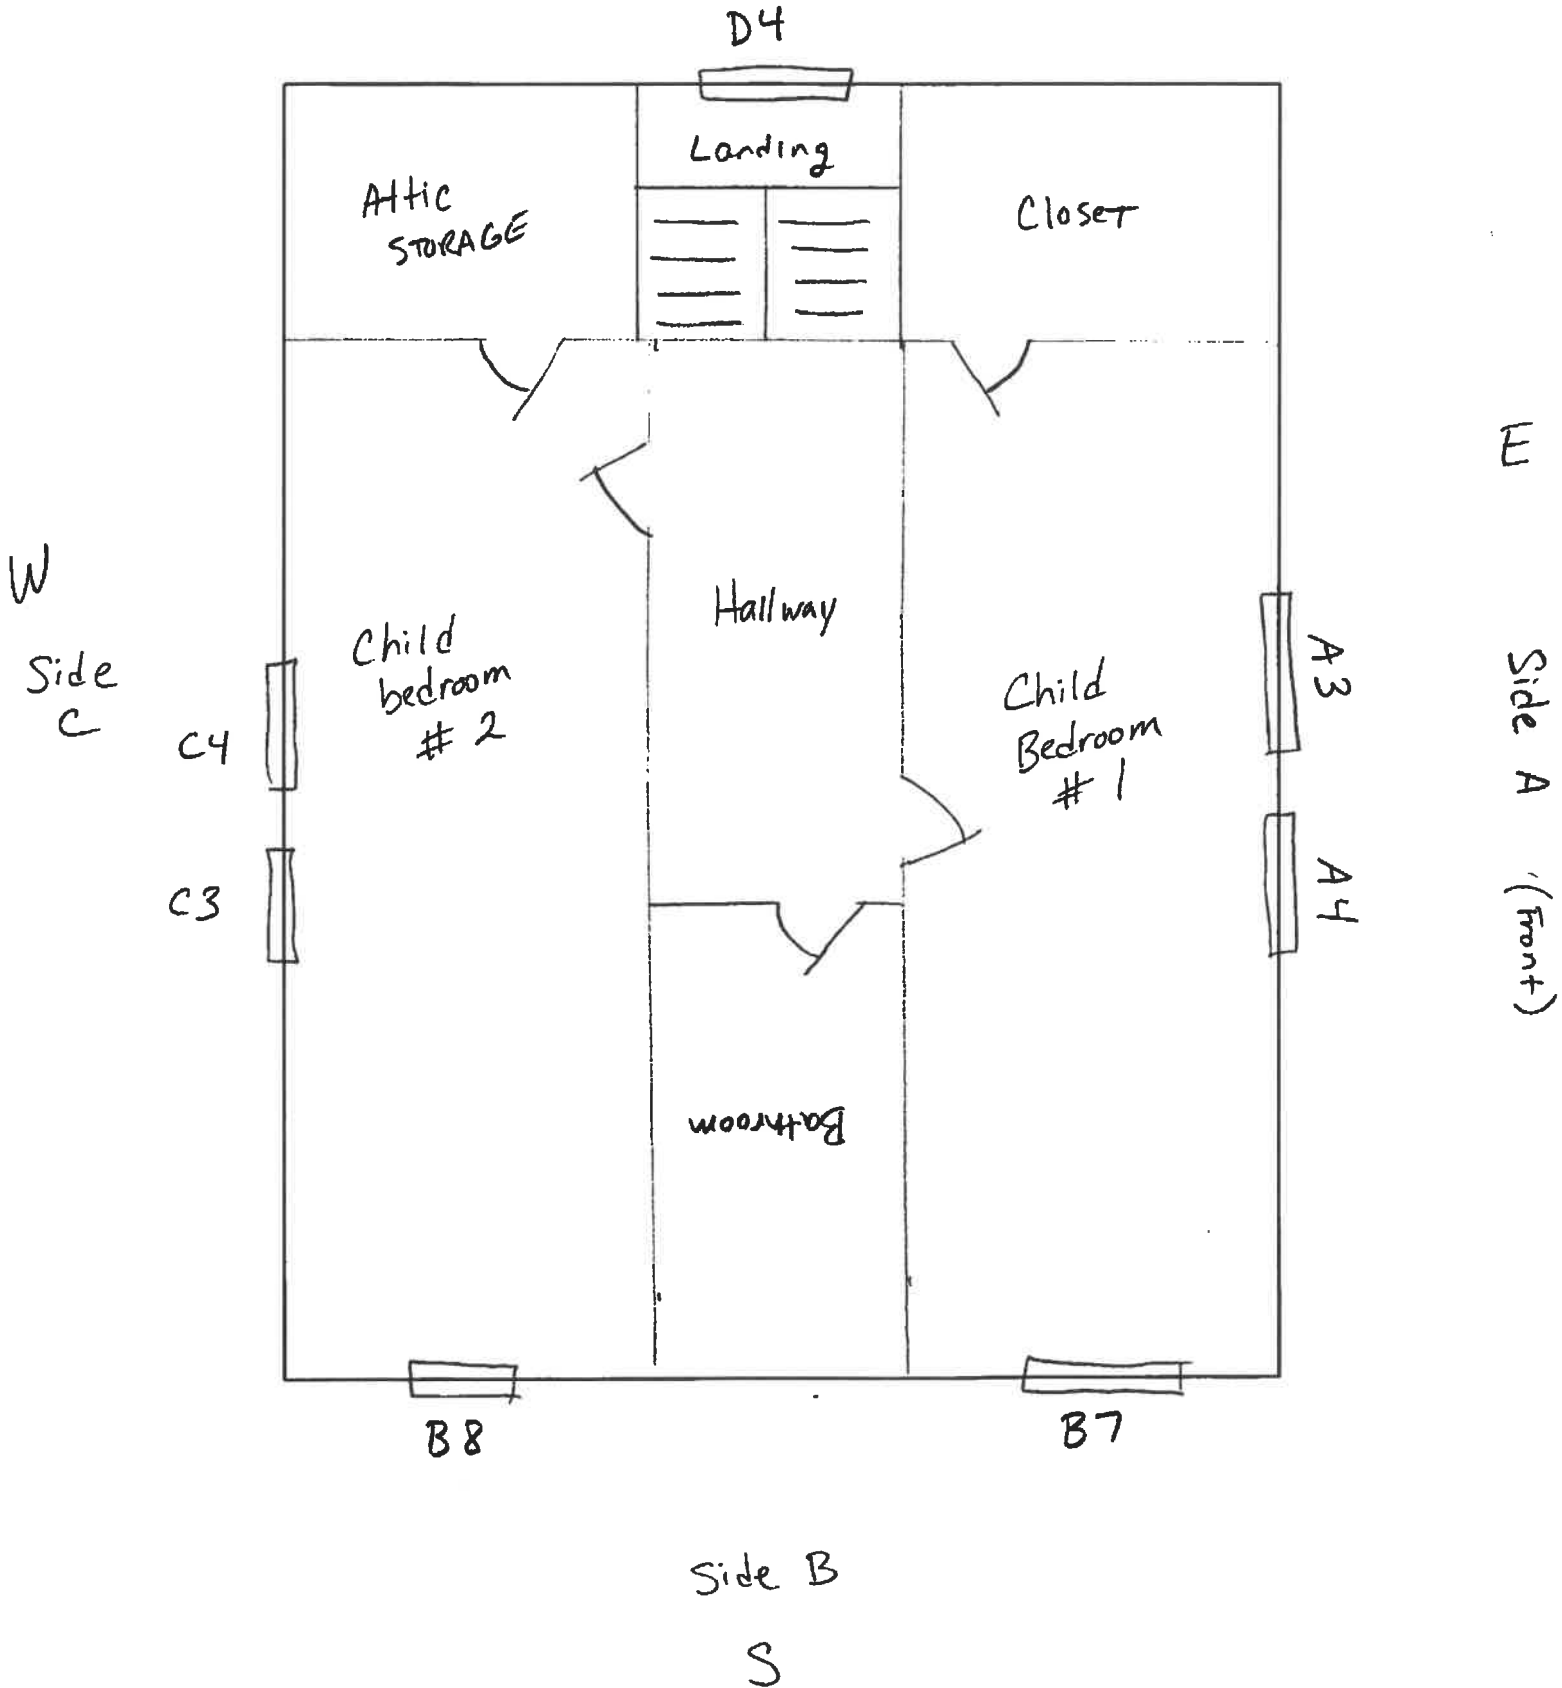 D4
Landing
Attic
STORAGE
Closet
E
W
Side
C
Child
bedroom
# 2
Hallway
Child
Bedroom
# 1
A3
Side A (Front)
C4
C3
A4
Bathroom
B8
B7
Side B
S